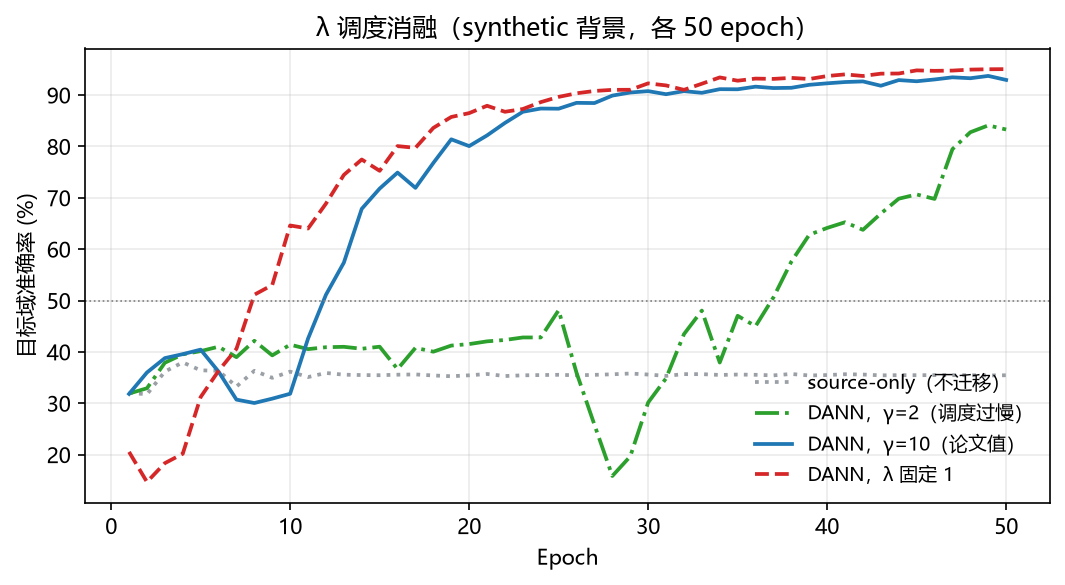 λ 调度消融（synthetic 背景，各 50 epoch）
目标域准确率 (%)
90
80
70
60
50
40
30
20
source-only（不迁移）
DANN，γ=2（调度过慢）
DANN，γ=10（论文值）
DANN，λ 固定 1
0 10 20 30 40 50
Epoch